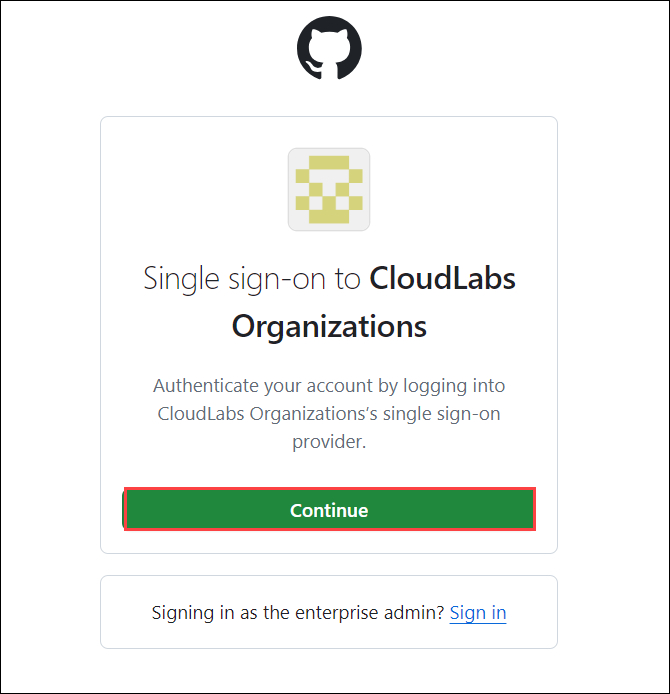 Single sign-on to CloudLabs
Organizations
Authenticate your account by logging into
CloudLabs Organizations’s single sign-on
provider.
Continue
Signing in as the enterprise admin? Sign in